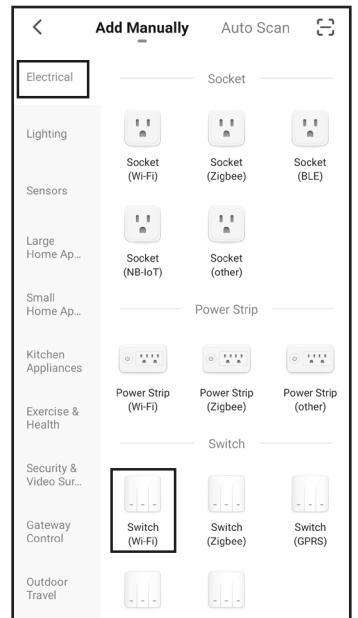 Add Manually
Auto Scan
Electrical
Lighting
Sensors
Large
Home Ap...
Small
Home Ap...
Kitchen
Appliances
Exercise &
Health
Security &
Video Sur...
Gateway
Control
Outdoor
Travel
Socket
Socket
(Wi-Fi)
Socket
(Zigbee)
Socket
(BLE)
Socket
(NB-IoT)
Socket
(other)
Power Strip
Power Strip
(Wi-Fi)
Power Strip
(Zigbee)
Power Strip
(other)
Switch
Switch
(Wi-Fi)
Switch
(Zigbee)
Switch
(GPRS)